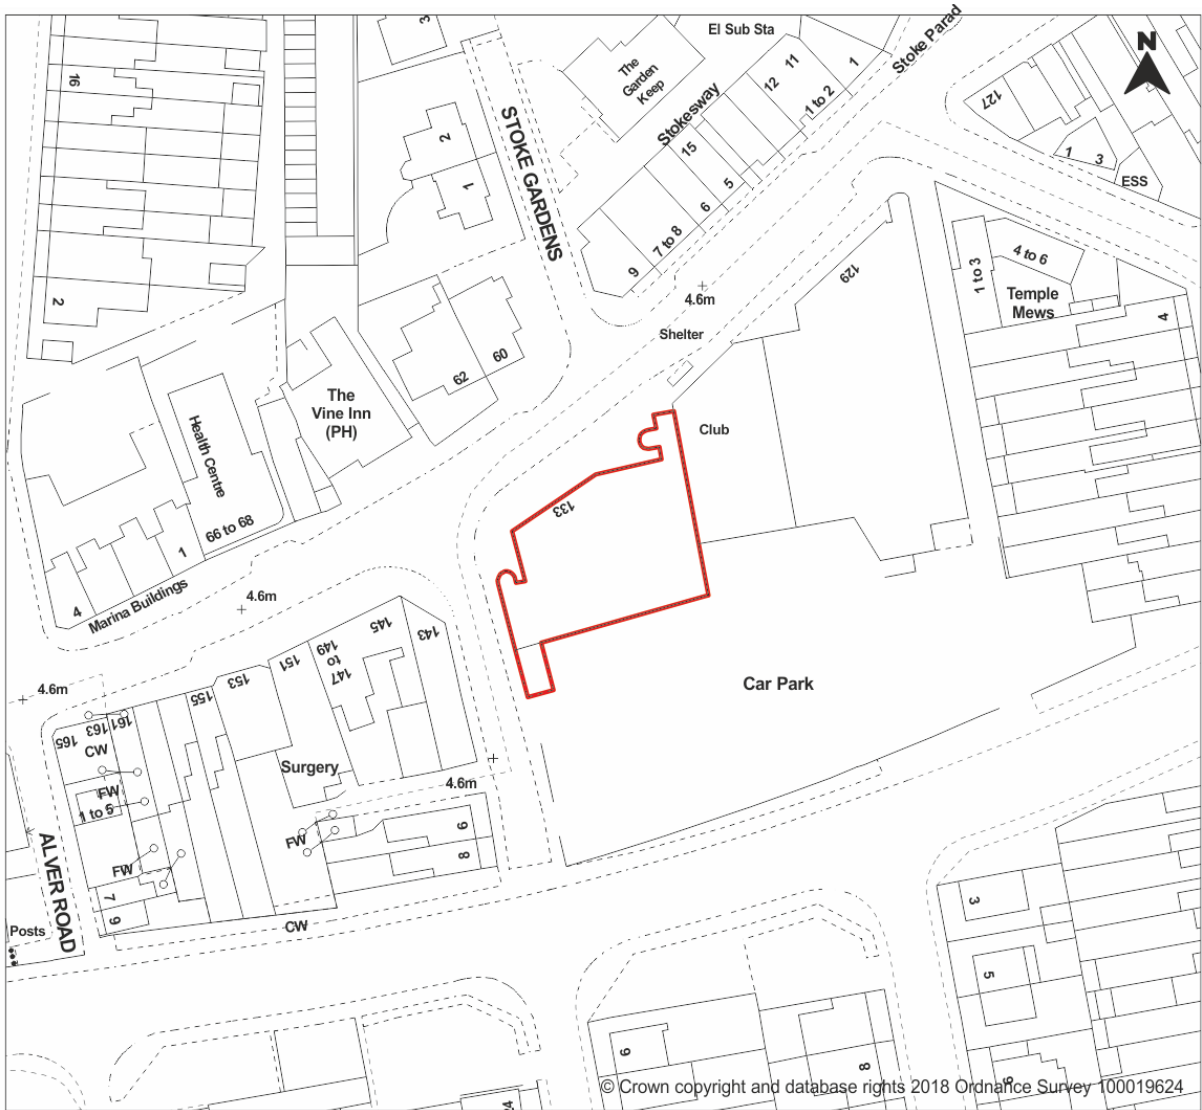 El Sub Sta
Stoke Parad
N
3
The
Garden
Keep
Stokesway
12
11
1
1 to 2
127
16
STOKE GARDENS
2
1
15
5
6
7 to 8
9
1
3
ESS
129
1 to 3
4 to 6
Temple
Mews
4
2
4.6m
Shelter
60
62
The
Vine Inn
(PH)
Health Centre
66 to 68
Club
133
1
4
Marina Buildings
4.6m
4.6m
165
163
161
155
153
151
149
to
147
145
143
CW
FW
1 to 5
Surgery
4.6m
Car Park
FW
FW
9
8
ALVER ROAD
7
9
CW
Posts
3
5
9
8
© Crown copyright and database rights 2018 Ordnance Survey 100019624